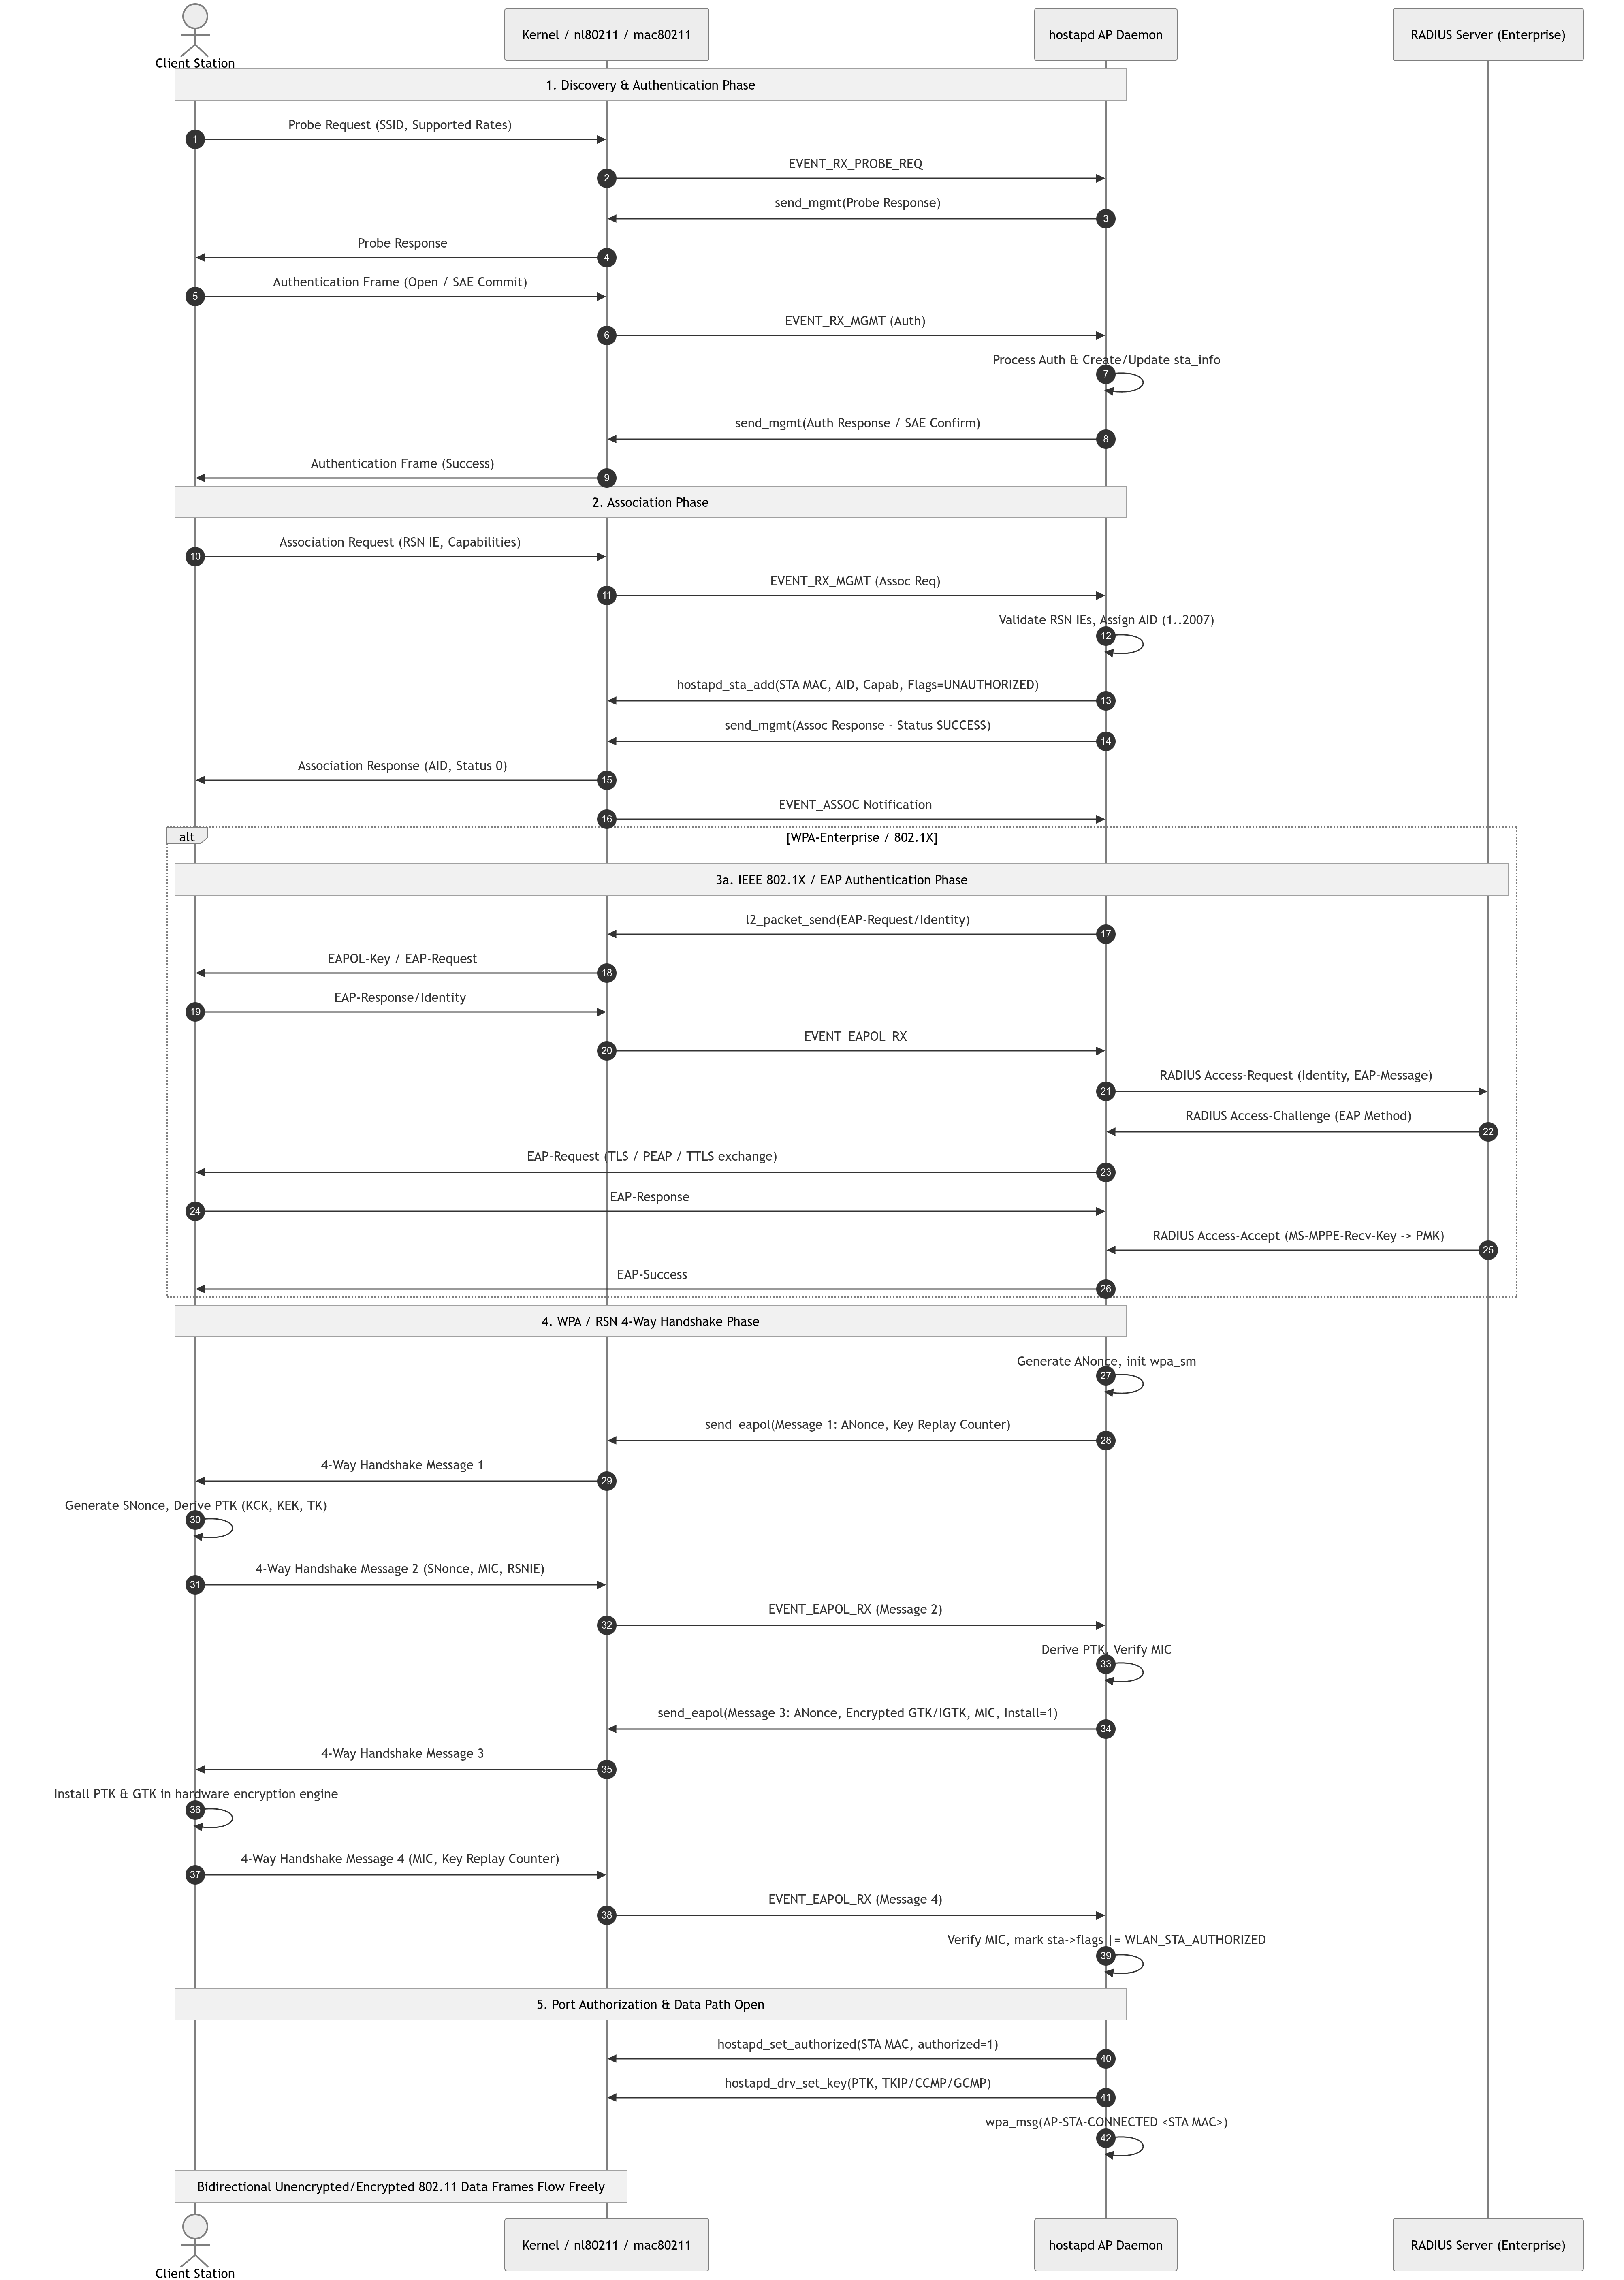 Client Station
Kernel / nl80211 / mac80211
hostapd AP Daemon
RADIUS Server (Enterprise)
1. Discovery & Authentication Phase
Probe Request (SSID, Supported Rates)
1
EVENT_RX_PROBE_REQ
2
send_mgmt(Probe Response)
3
Probe Response
4
Authentication Frame (Open / SAE Commit)
5
EVENT_RX_MGMT (Auth)
6
Process Auth & Create/Update sta_info
7
send_mgmt(Auth Response / SAE Confirm)
8
Authentication Frame (Success)
9
2. Association Phase
Association Request (RSN IE, Capabilities)
10
EVENT_RX_MGMT (Assoc Req)
11
Validate RSN IEs, Assign AID (1..2007)
12
hostapd_sta_add(STA MAC, AID, Capab, Flags=UNAUTHORIZED)
13
send_mgmt(Assoc Response - Status SUCCESS)
14
Association Response (AID, Status 0)
15
EVENT_ASSOC Notification
16
alt
[WPA-Enterprise / 802.1X]
3a. IEEE 802.1X / EAP Authentication Phase
l2_packet_send(EAP-Request/Identity)
17
EAPOL-Key / EAP-Request
18
EAP-Response/Identity
19
EVENT_EAPOL_RX
20
RADIUS Access-Request (Identity, EAP-Message)
21
RADIUS Access-Challenge (EAP Method)
22
EAP-Request (TLS / PEAP / TTLS exchange)
23
EAP-Response
24
RADIUS Access-Accept (MS-MPPE-Recv-Key -> PMK)
25
EAP-Success
26
4. WPA / RSN 4-Way Handshake Phase
Generate ANonce, init wpa_sm
27
send_eapol(Message 1: ANonce, Key Replay Counter)
28
4-Way Handshake Message 1
29
Generate SNonce, Derive PTK (KCK, KEK, TK)
30
4-Way Handshake Message 2 (SNonce, MIC, RSNIE)
31
EVENT_EAPOL_RX (Message 2)
32
Derive PTK, Verify MIC
33
send_eapol(Message 3: ANonce, Encrypted GTK/IGTK, MIC, Install=1)
34
4-Way Handshake Message 3
35
Install PTK & GTK in hardware encryption engine
36
4-Way Handshake Message 4 (MIC, Key Replay Counter)
37
EVENT_EAPOL_RX (Message 4)
38
Verify MIC, mark sta->flags |= WLAN_STA_AUTHORIZED
39
5. Port Authorization & Data Path Open
hostapd_set_authorized(STA MAC, authorized=1)
40
hostapd_drv_set_key(PTK, TKIP/CCMP/GCMP)
41
wpa_msg(AP-STA-CONNECTED <STA MAC>)
42
Bidirectional Unencrypted/Encrypted 802.11 Data Frames Flow Freely
Client Station
Kernel / nl80211 / mac80211
hostapd AP Daemon
RADIUS Server (Enterprise)